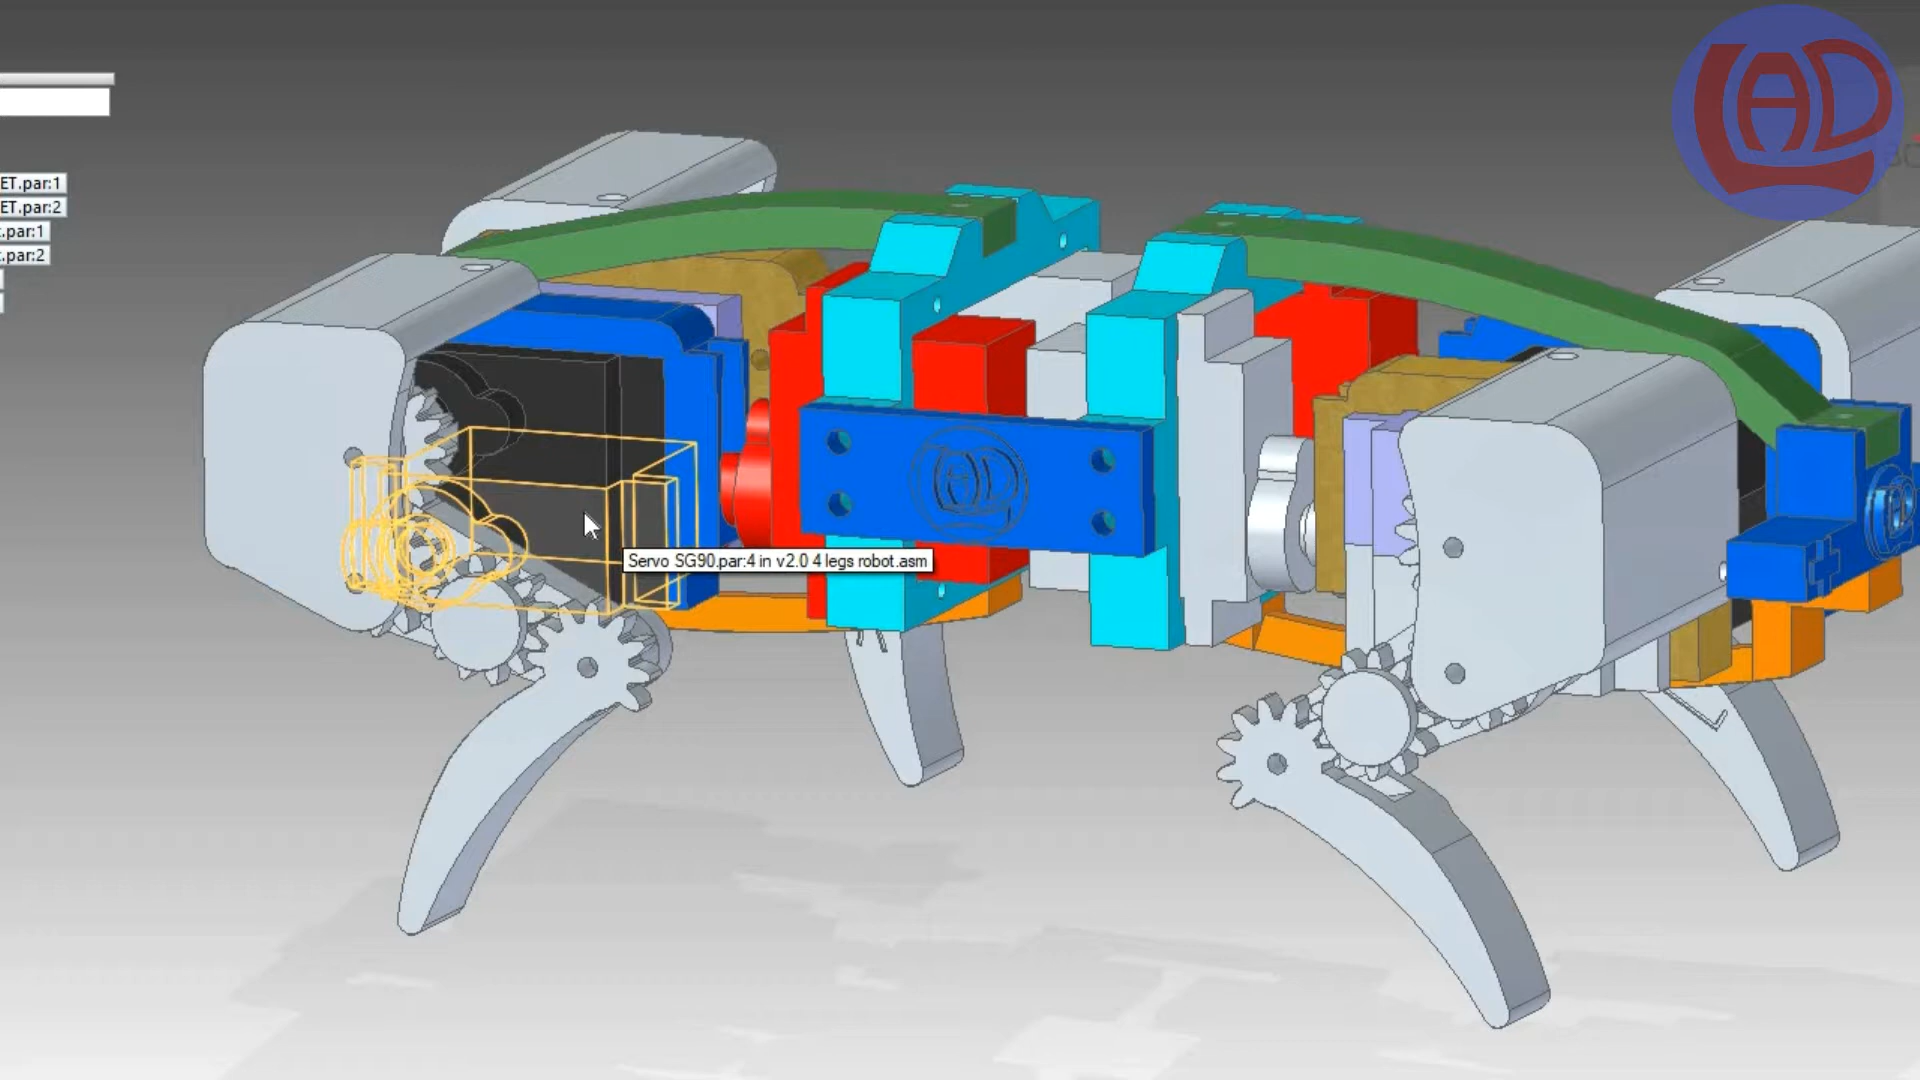 ET.par:1
ET.par:2
.par:1
.par:2
Servo SG90.par:4 in v2.0 4 legs robot.asm